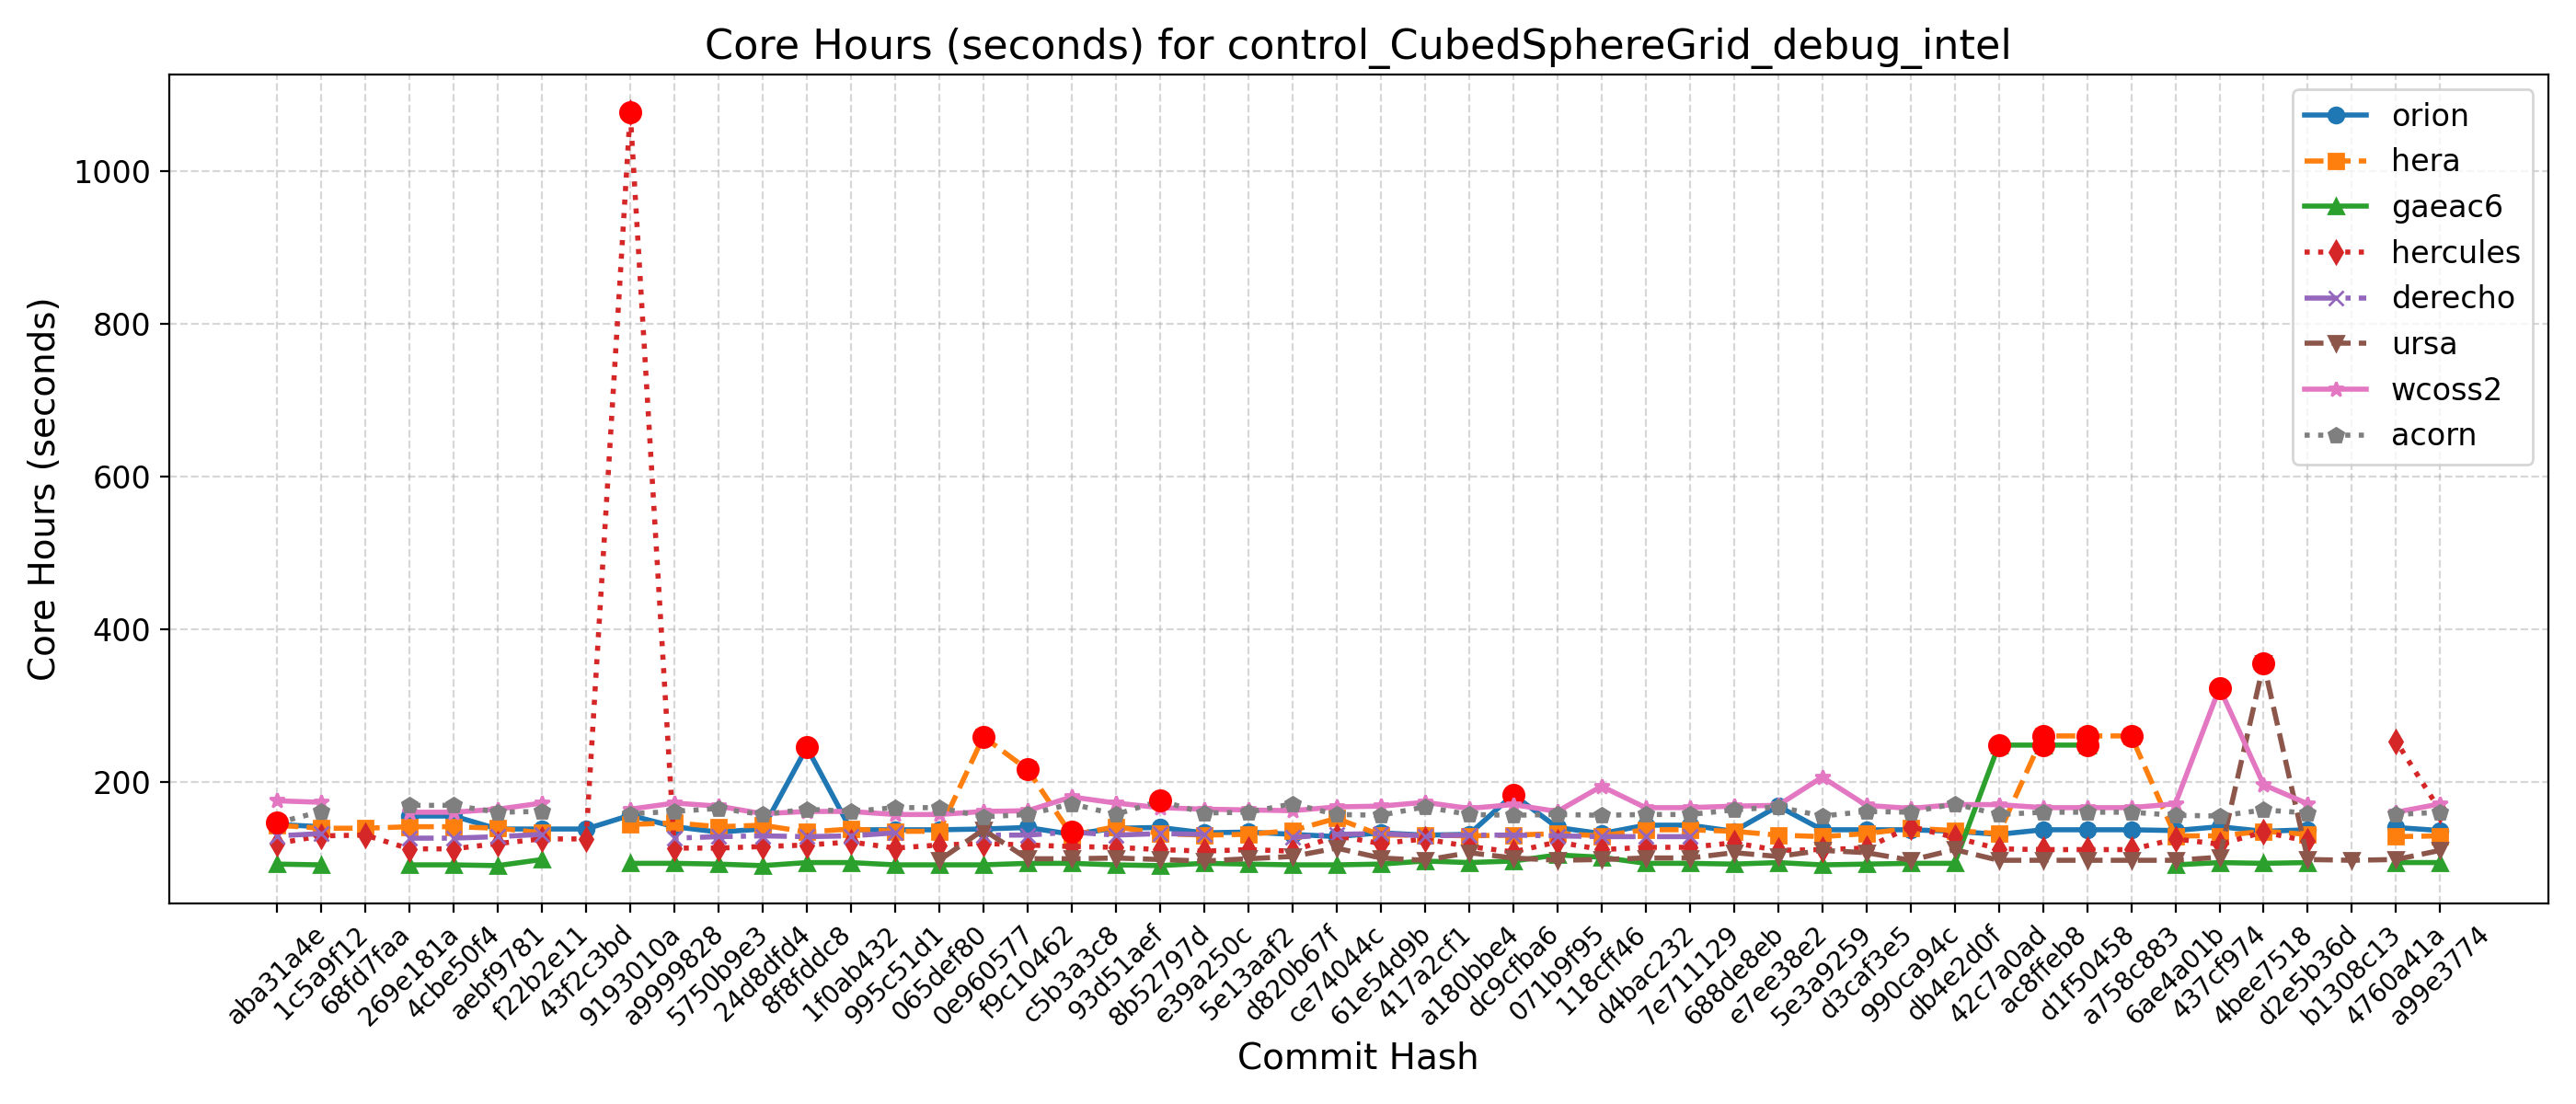 Core Hours (seconds) for control_CubedSphereGrid_debug_intel
Core Hours (seconds)
1000
800
600
400
200
orion
hera
gaeac6
hercules
derecho
ursa
wcoss2
acorn
aba31a4e
1c5a9f12
68fd7faa
269e181a
4cbe50f4
aebf9781
f22b2e11
43f2c3bd
9193010a
a9999828
5750b9e3
24d8dfd4
8f8fddc8
1f0ab432
995c51d1
065def80
0e960577
f9c10462
c5b3a3c8
93d51aef
8b52797d
e39a250c
5e13aaf2
d820b67f
ce74044c
61e54d9b
417a2cf1
a180bbe4
dc9cfba6
071b9f95
118cff46
d4bac232
7e711129
688de8eb
e7ee38e2
5e3a9259
d3caf3e5
990ca94c
db4e2d0f
42c7a0ad
ac8ffeb8
d1f50458
a758c883
6ae4a01b
437cf974
4bee7518
d2e5b36d
b1308c13
4760a41a
a99e3774
Commit Hash